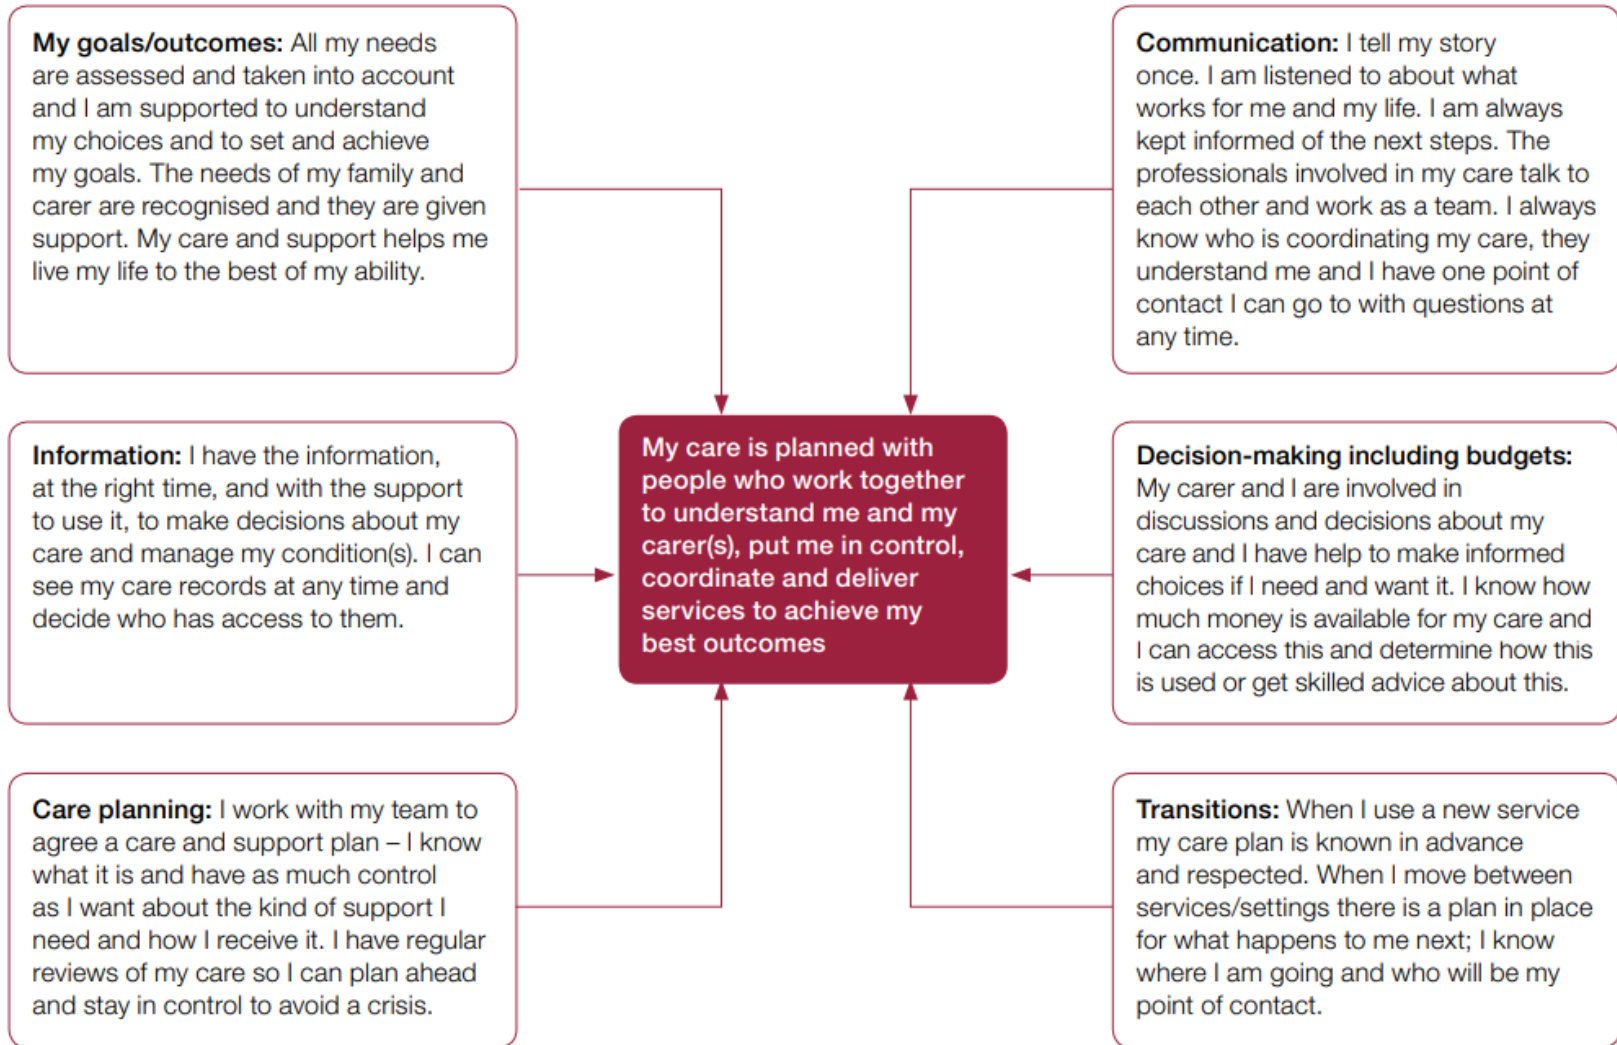 My goals/outcomes: All my needs
are assessed and taken into account
and I am supported to understand
my choices and to set and achieve
my goals. The needs of my family and
carer are recognised and they are given
support. My care and support helps me
live my life to the best of my ability.
Communication: I tell my story
once. I am listened to about what
works for me and my life. I am always
kept informed of the next steps. The
professionals involved in my care talk to
each other and work as a team. I always
know who is coordinating my care, they
understand me and I have one point of
contact I can go to with questions at
any time.
Information: I have the information,
at the right time, and with the support
to use it, to make decisions about my
care and manage my condition(s). I can
see my care records at any time and
decide who has access to them.
My care is planned with
people who work together
to understand me and my
carer(s), put me in control,
coordinate and deliver
services to achieve my
best outcomes
Decision-making including budgets:
My carer and I are involved in
discussions and decisions about my
care and I have help to make informed
choices if I need and want it. I know how
much money is available for my care and
I can access this and determine how this
is used or get skilled advice about this.
Care planning: I work with my team to
agree a care and support plan – I know
what it is and have as much control
as I want about the kind of support I
need and how I receive it. I have regular
reviews of my care so I can plan ahead
and stay in control to avoid a crisis.
Transitions: When I use a new service
my care plan is known in advance
and respected. When I move between
services/settings there is a plan in place
for what happens to me next; I know
where I am going and who will be my
point of contact.